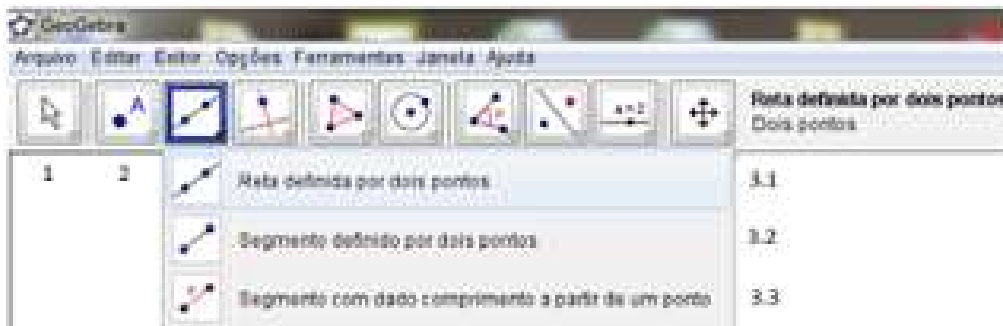 GeoGebra
Arquivo Editar Exibir Opções Ferramentas Janela Ajuda
A
a=2
Reta definida por dois pontos
Dois pontos
1 2
Reta definida por dois pontos 3.1
Segmento definido por dois pontos 3.2
Segmento com dado comprimento a partir de um ponto 3.3